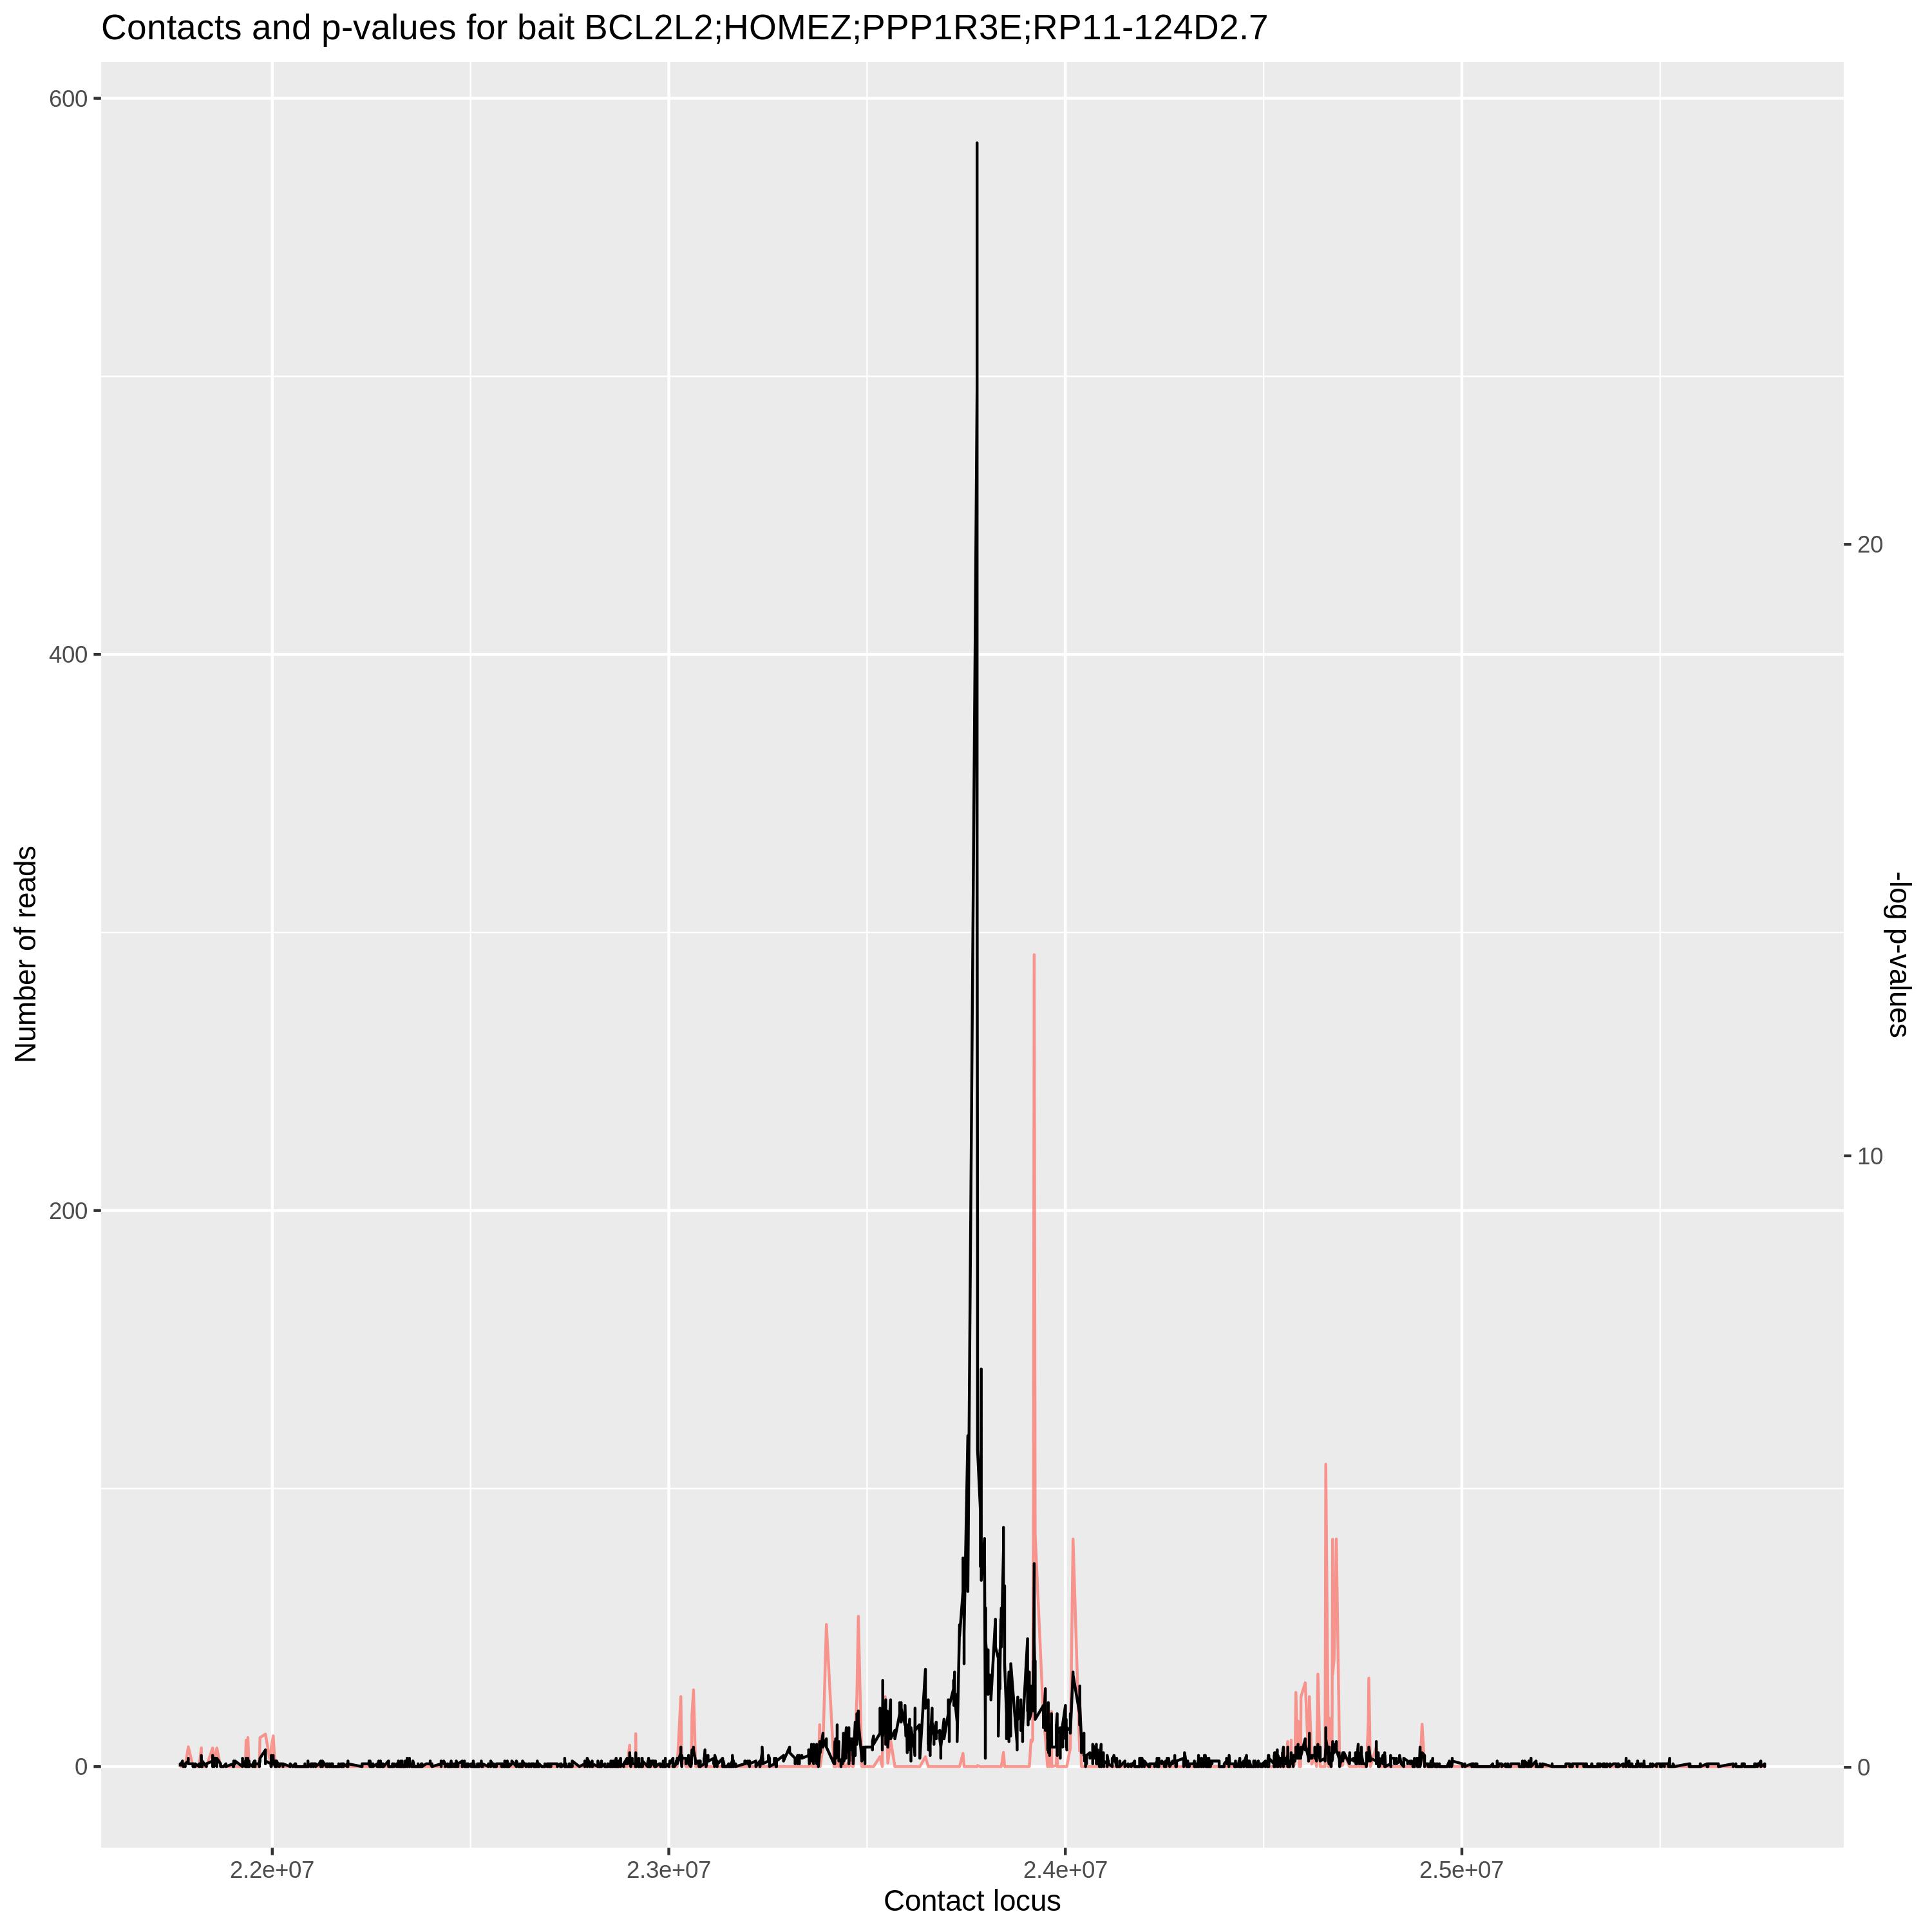 Contacts and p-values for bait BCL2L2;HOMEZ;PPP1R3E;RP11-124D2.7
600
400
200
0
Number of reads
20
10
0
-log p-values
2.2e+07
2.3e+07
2.4e+07
2.5e+07
Contact locus